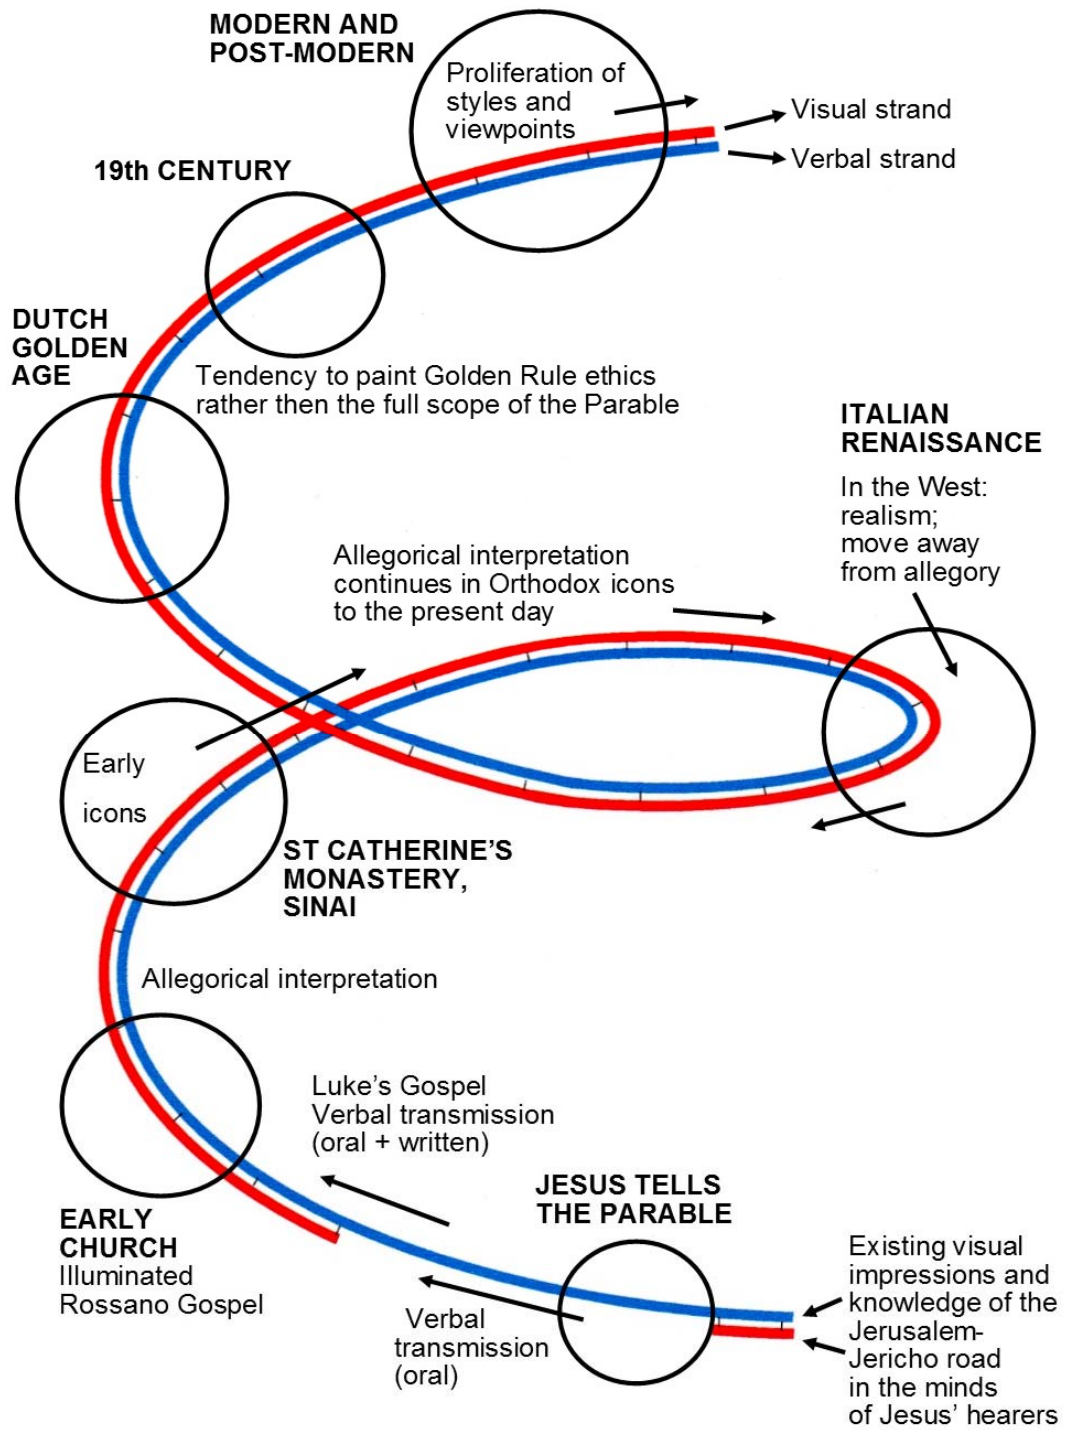 MODERN AND
POST-MODERN
Proliferation of
styles and
viewpoints
Visual strand
Verbal strand
19th CENTURY
DUTCH
GOLDEN
AGE
Tendency to paint Golden Rule ethics
rather then the full scope of the Parable
ITALIAN
RENAISSANCE
In the West:
realism;
move away
from allegory
Allegorical interpretation
continues in Orthodox icons
to the present day
Early
icons
ST CATHERINE’S
MONASTERY,
SINAI
Allegorical interpretation
Luke’s Gospel
Verbal transmission
(oral + written)
EARLY
CHURCH
Illuminated
Rossano Gospel
JESUS TELLS
THE PARABLE
Verbal
transmission
(oral)
Existing visual
impressions and
knowledge of the
Jerusalem-
Jericho road
in the minds
of Jesus’ hearers